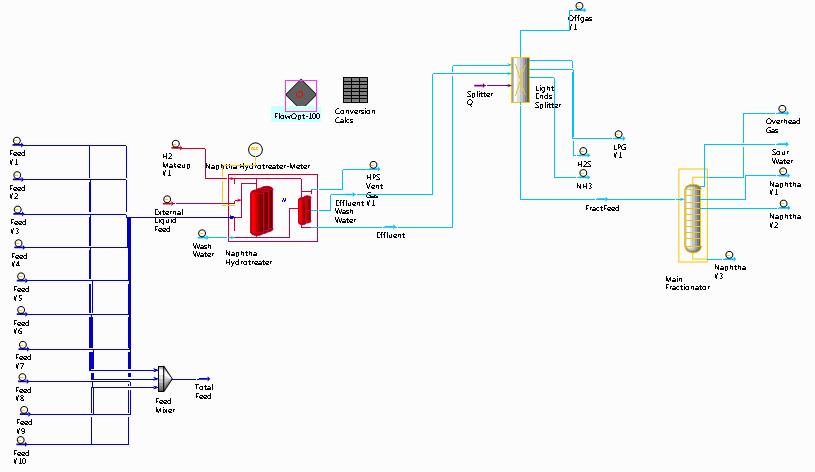 Offgas
V1
FlowOpt-100
Conversion
Calcs
Splitter
Q
Light
Ends
Splitter
Overhead
Gas
Feed
V1
H2
Makeup
V1
Naphtha Hydrotreater-Meter
LPG
V1
H2S
NH3
Sour
Water
Feed
V2
HPS
Vent
Gas
V1
Naphtha
V1
Feed
V3
External
Liquid
Feed
Effluent
Wash
Water
FractFeed
Naphtha
V2
Effluent
Feed
V4
Wash
Water
Naphtha
Hydrotreater
Naphtha
V3
Main
Fractionator
Feed
V5
Feed
V6
Feed
V7
Feed
V8
Total
Feed
Feed
Mixer
Feed
V9
Feed
V10